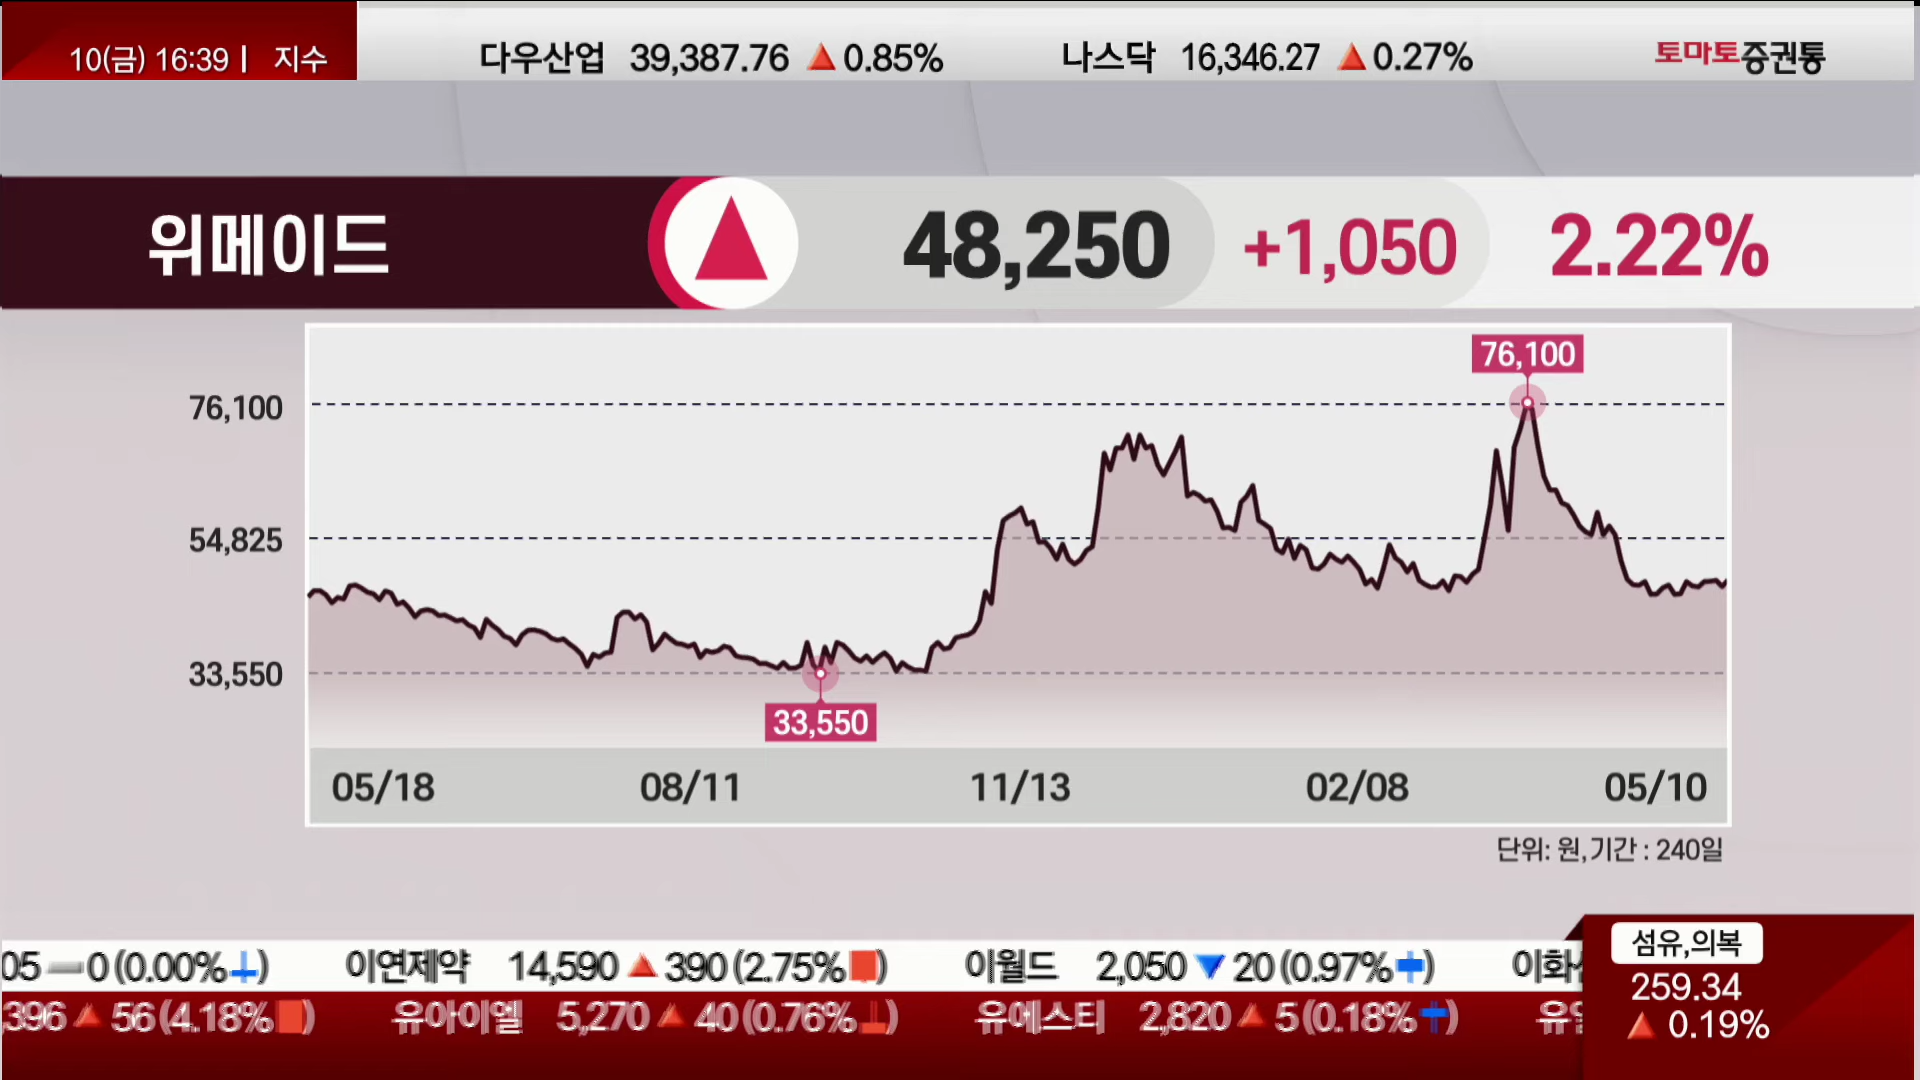 10(금) 16:39 | 지수 다우산업 39,387.76 ▲ 0.85% 나스닥 16,346.27 ▲ 0.27% 토마토증권통
위메이드 ▲ 48,250 +1,050 2.22%
76,100
76,100
54,825
33,550
33,550
05/18 08/11 11/13 02/08 05/10
단위: 원, 기간 : 240일
05 0 (0.00%) 이연제약 14,590 ▲ 390 (2.75%) 이월드 2,050 ▼ 20 (0.97%) 이화
,396 ▲ 56 (4.18%) 유아이엘 5,270 ▲ 40 (0.76%) 유에스티 2,820 ▲ 5 (0.18%)
섬유,의복
259.34
▲ 0.19%